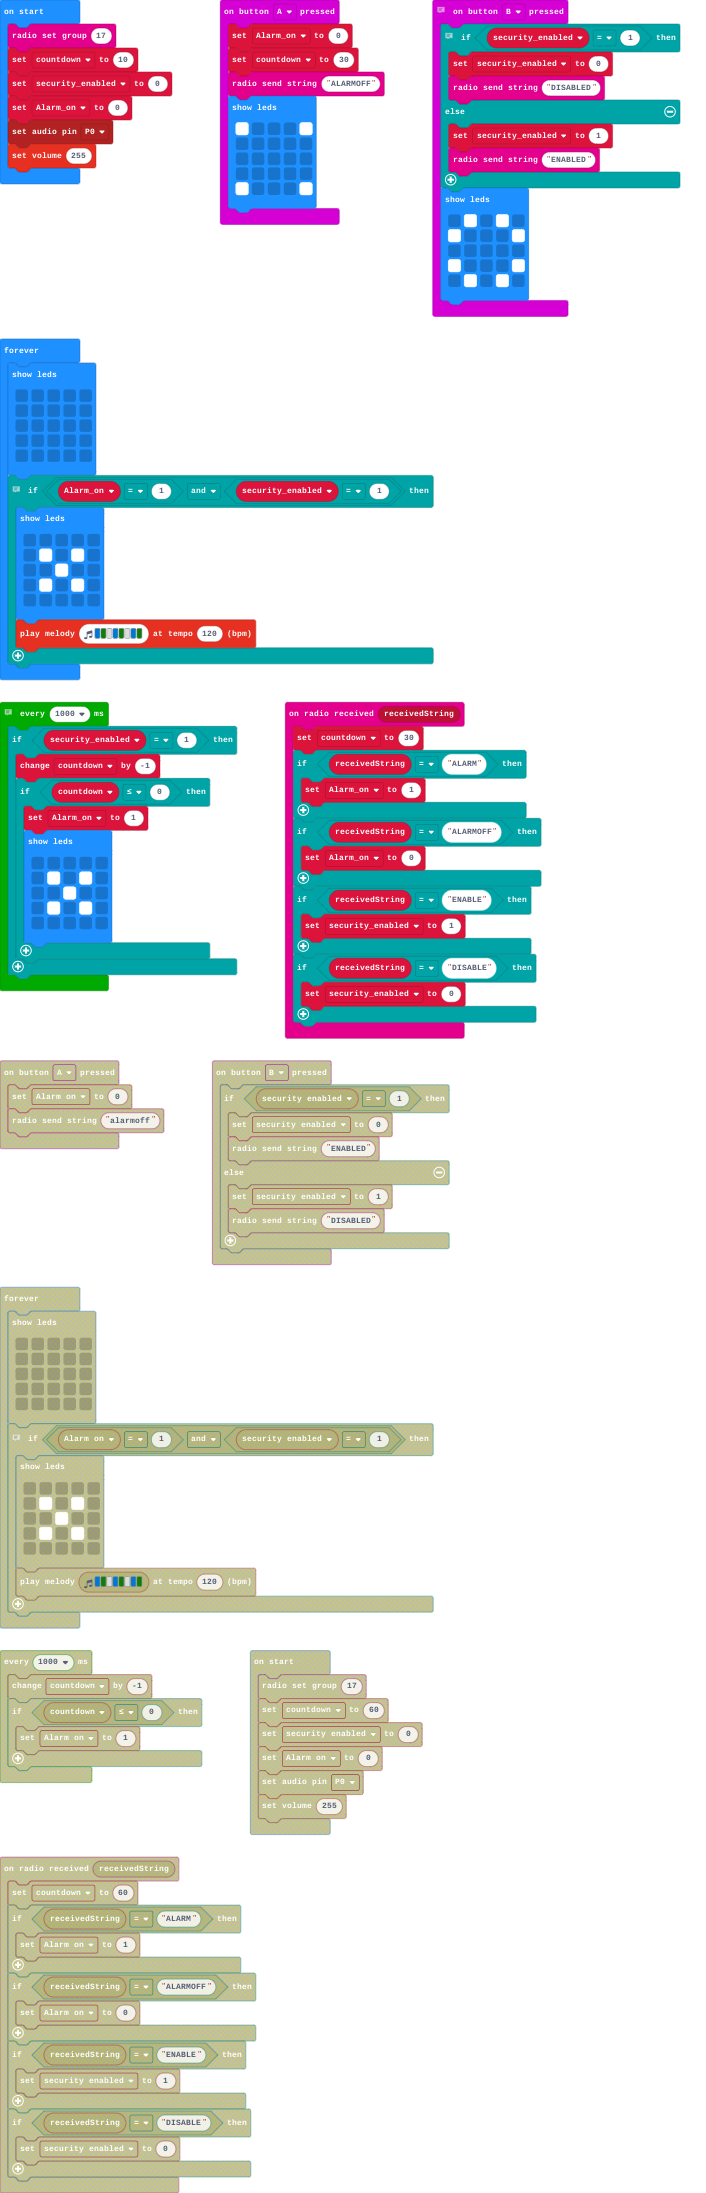 on start
radio set group 17
set countdown to 10
set security_enabled to 0
set Alarm_on to 0
set audio pin P0
set volume 255
on button A pressed
set Alarm_on to 0
set countdown to 30
radio send string "ALARMOFF"
show leds
on button B pressed
if security_enabled = 1 then
set security_enabled to 0
radio send string "DISABLED"
else
set security_enabled to 1
radio send string "ENABLED"
show leds
forever
show leds
if Alarm_on = 1 and security_enabled = 1 then
show leds
play melody at tempo 120 (bpm)
every 1000 ms
if security_enabled = 1 then
change countdown by -1
if countdown ≤ 0 then
set Alarm_on to 1
show leds
on radio received receivedString
set countdown to 30
if receivedString = "ALARM" then
set Alarm_on to 1
if receivedString = "ALARMOFF" then
set Alarm_on to 0
if receivedString = "ENABLE" then
set security_enabled to 1
if receivedString = "DISABLE" then
set security_enabled to 0
on button A pressed
set Alarm on to 0
radio send string "alarmoff"
on button B pressed
if security enabled = 1 then
set security enabled to 0
radio send string "ENABLED"
else
set security enabled to 1
radio send string "DISABLED"
forever
show leds
if Alarm on = 1 and security enabled = 1 then
show leds
play melody at tempo 120 (bpm)
every 1000 ms
change countdown by -1
if countdown ≤ 0 then
set Alarm on to 1
on start
radio set group 17
set countdown to 60
set security enabled to 0
set Alarm on to 0
set audio pin P0
set volume 255
on radio received receivedString
set countdown to 60
if receivedString = "ALARM" then
set Alarm on to 1
if receivedString = "ALARMOFF" then
set Alarm on to 0
if receivedString = "ENABLE" then
set security enabled to 1
if receivedString = "DISABLE" then
set security enabled to 0